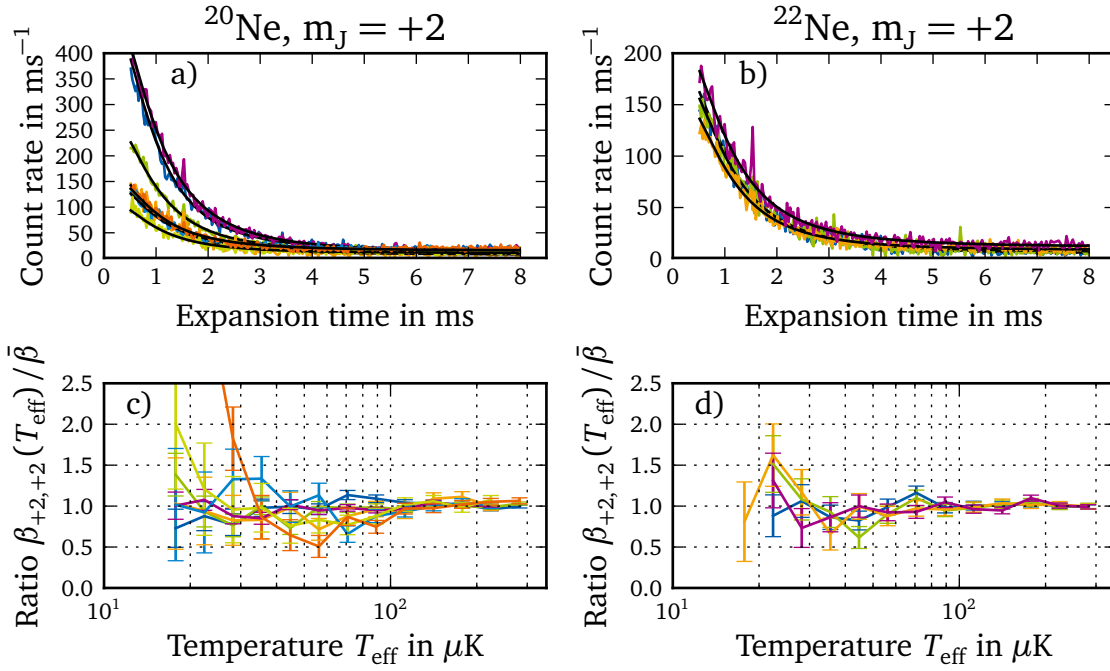 ²⁰Ne, m_J = +2
²²Ne, m_J = +2
a)
b)
Count rate in ms⁻¹
400
350
300
250
200
150
100
50
0
0 1 2 3 4 5 6 7 8
Expansion time in ms
Count rate in ms⁻¹
200
150
100
50
0
0 1 2 3 4 5 6 7 8
Expansion time in ms
c)
d)
Ratio β₊₂,₊₂(T_eff)/β̄
2.5
2.0
1.5
1.0
0.5
0.0
10¹ 10²
Temperature T_eff in μK
Ratio β₊₂,₊₂(T_eff)/β̄
2.5
2.0
1.5
1.0
0.5
0.0
10¹ 10²
Temperature T_eff in μK